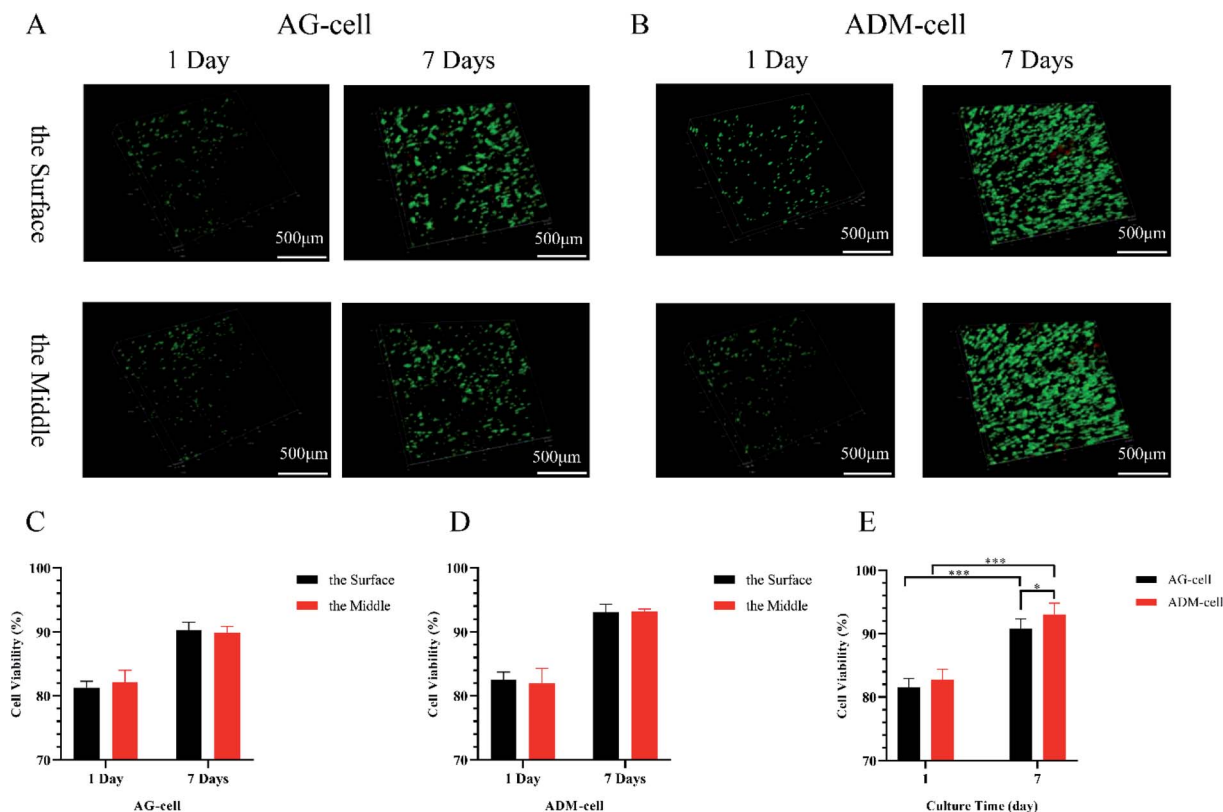 A
AG-cell
B
ADM-cell
1 Day
7 Days
1 Day
7 Days
the Surface
500μm
500μm
500μm
500μm
the Middle
500μm
500μm
500μm
500μm
C
Cell Viability (%)
100
90
80
70
1 Day
7 Days
AG-cell
the Surface
the Middle
D
Cell Viability (%)
100
90
80
70
1 Day
7 Days
ADM-cell
the Surface
the Middle
E
Cell Viability (%)
100
90
80
70
***
***
*
1
7
Culture Time (day)
AG-cell
ADM-cell